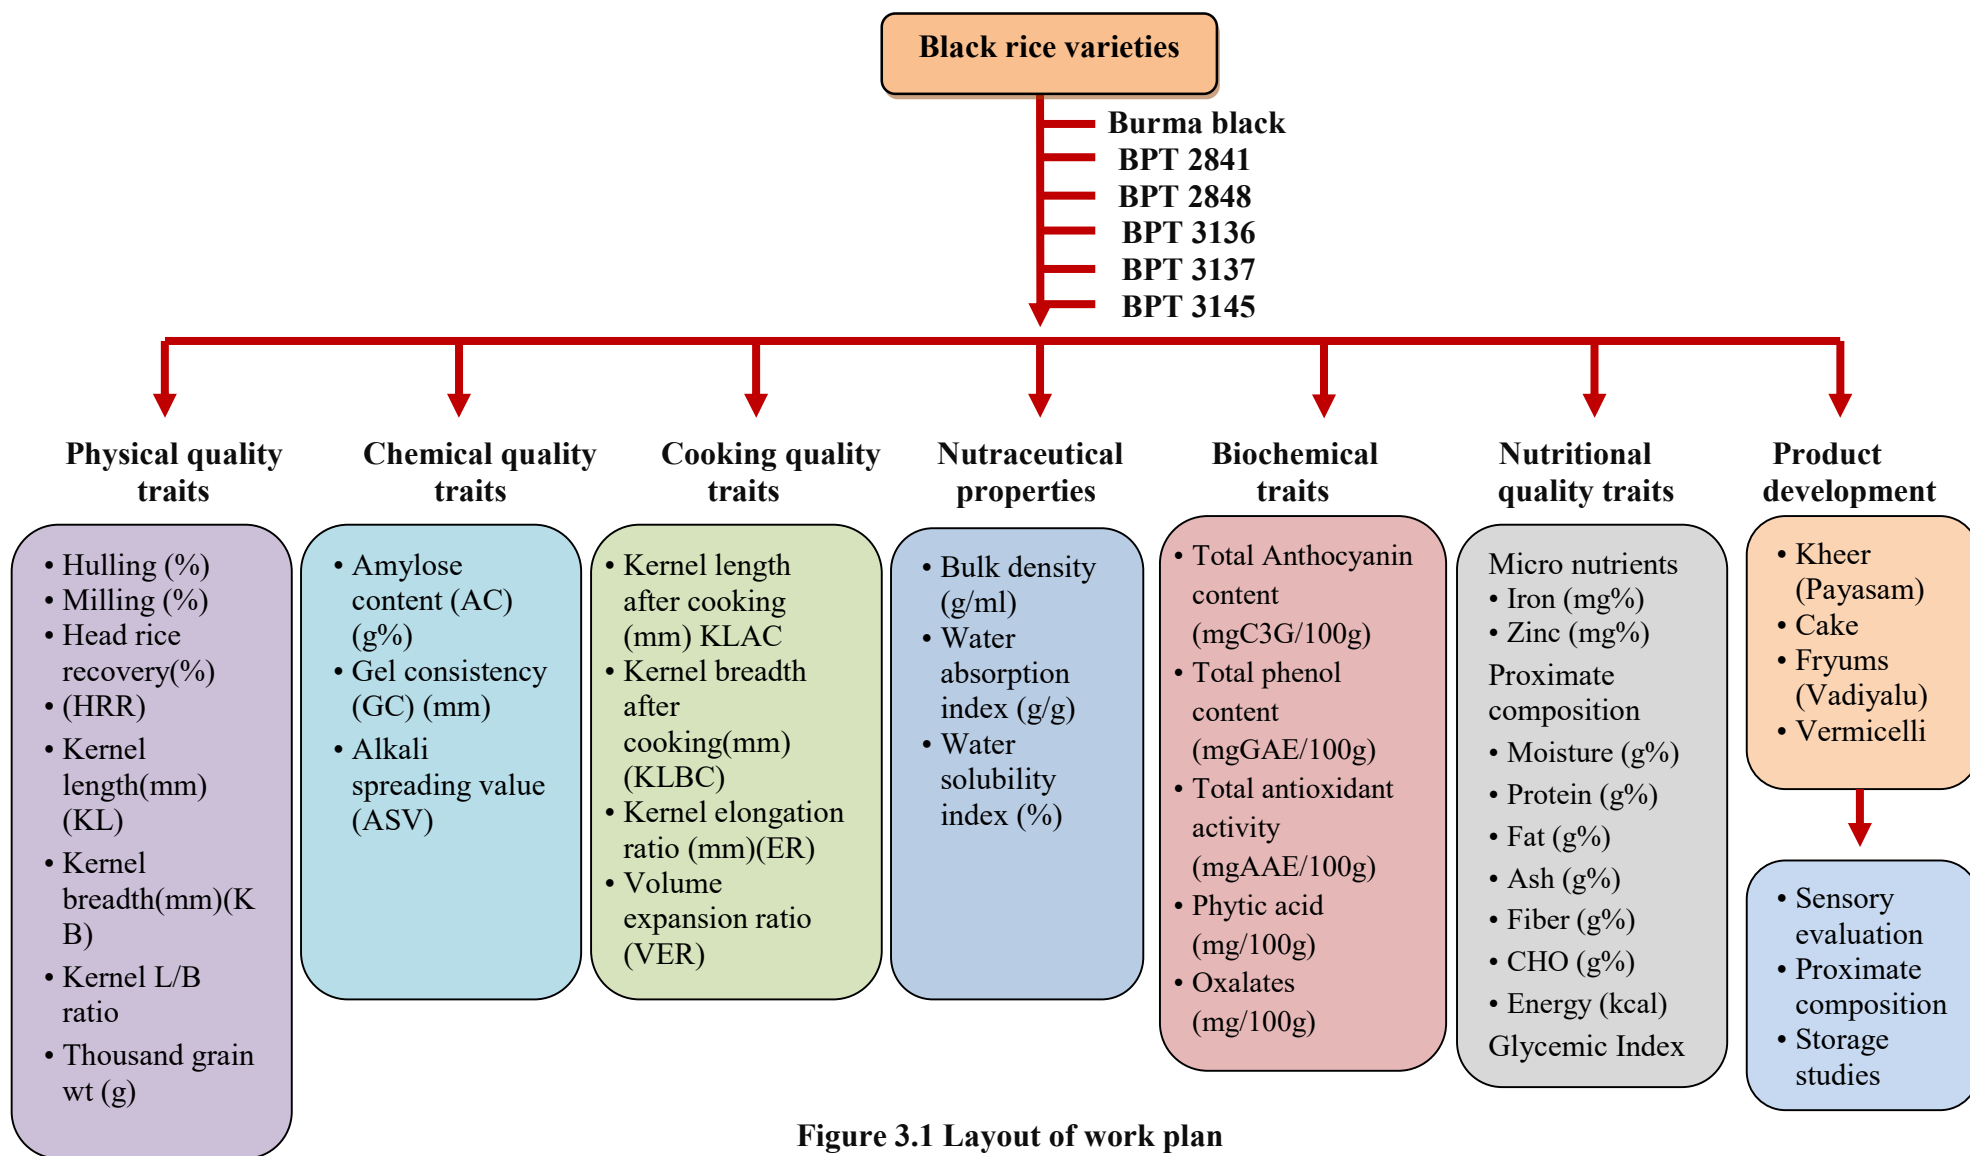 Black rice varieties
Burma black
BPT 2841
BPT 2848
BPT 3136
BPT 3137
BPT 3145
Physical quality
traits
• Hulling (%)
• Milling (%)
• Head rice
recovery(%)
• (HRR)
• Kernel
length(mm)
(KL)
• Kernel
breadth(mm)(K
B)
• Kernel L/B
ratio
• Thousand grain
wt (g)
Chemical quality
traits
• Amylose
content (AC)
(g%)
• Gel consistency
(GC) (mm)
• Alkali
spreading value
(ASV)
Cooking quality
traits
• Kernel length
after cooking
(mm) KLAC
• Kernel breadth
after
cooking(mm)
(KLBC)
• Kernel elongation
ratio (mm)(ER)
• Volume
expansion ratio
(VER)
Nutraceutical
properties
• Bulk density
(g/ml)
• Water
absorption
index (g/g)
• Water
solubility
index (%)
Biochemical
traits
• Total Anthocyanin
content
(mgC3G/100g)
• Total phenol
content
(mgGAE/100g)
• Total antioxidant
activity
(mgAAE/100g)
• Phytic acid
(mg/100g)
• Oxalates
(mg/100g)
Nutritional
quality traits
Micro nutrients
• Iron (mg%)
• Zinc (mg%)
Proximate
composition
• Moisture (g%)
• Protein (g%)
• Fat (g%)
• Ash (g%)
• Fiber (g%)
• CHO (g%)
• Energy (kcal)
Glycemic Index
Product
development
• Kheer
(Payasam)
• Cake
• Fryums
(Vadiyalu)
• Vermicelli
• Sensory
evaluation
• Proximate
composition
• Storage
studies
Figure 3.1 Layout of work plan